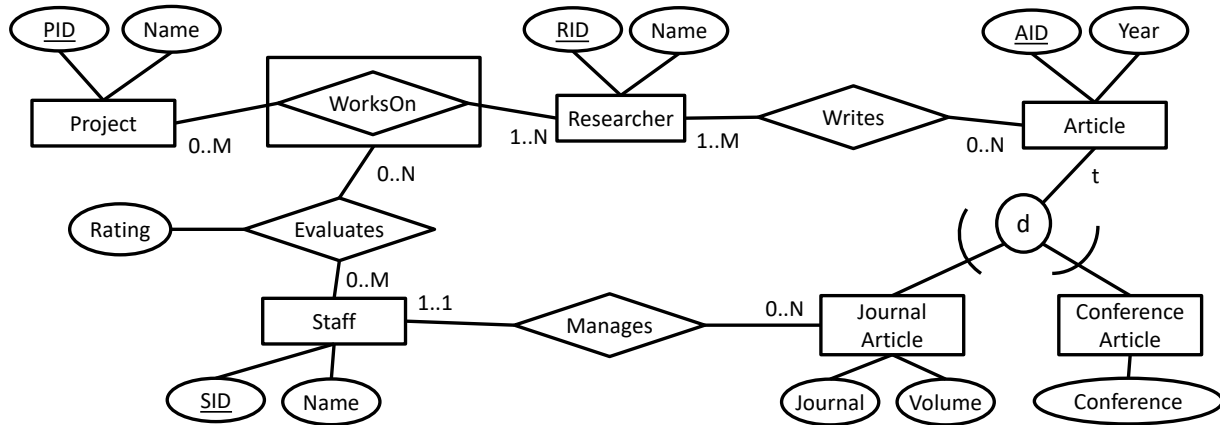 PID
Name
RID
Name
AID
Year
Project
WorksOn
Researcher
Writes
Article
0..M
1..N
1..M
0..N
0..N
t
Rating
Evaluates
d
0..M
1..1
0..N
Staff
Manages
Journal
Article
Conference
Article
SID
Name
Journal
Volume
Conference